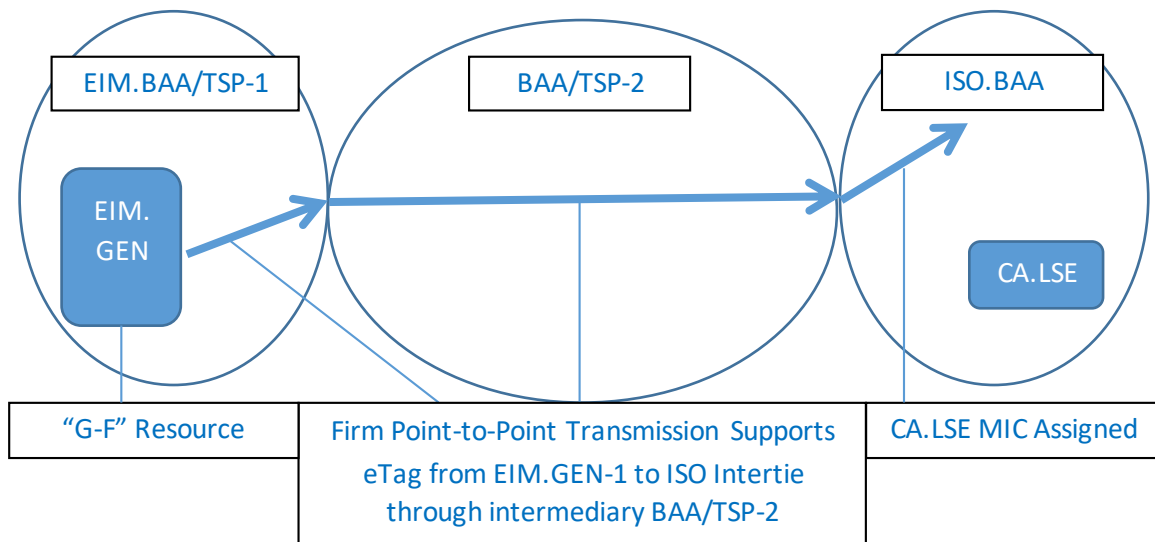 EIM.BAA/TSP-1
BAA/TSP-2
ISO.BAA
EIM.
GEN
CA.LSE
“G-F” Resource
Firm Point-to-Point Transmission Supports
eTag from EIM.GEN-1 to ISO Intertie
through intermediary BAA/TSP-2
CA.LSE MIC Assigned